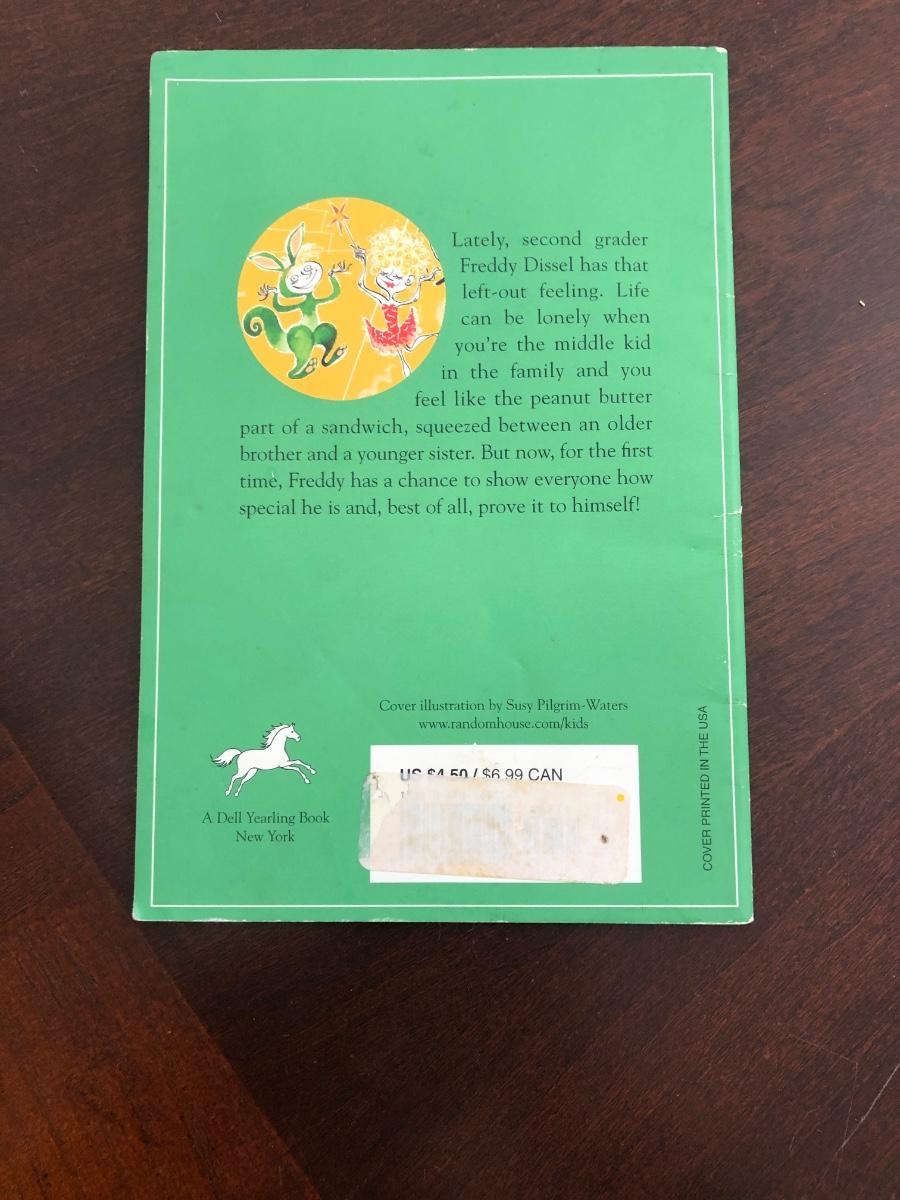 Lately, second grader
Freddy Dissel has that
left-out feeling. Life
can be lonely when
you're the middle kid
in the family and you
feel like the peanut butter
part of a sandwich, squeezed between an older
brother and a younger sister. But now, for the first
time, Freddy has a chance to show everyone how
special he is and, best of all, prove it to himself!
Cover illustration by Susy Pilgrim-Waters
www.randomhouse.com/kids
US $4.50 / $6.99 CAN
A Dell Yearling Book
New York
COVER PRINTED IN THE USA